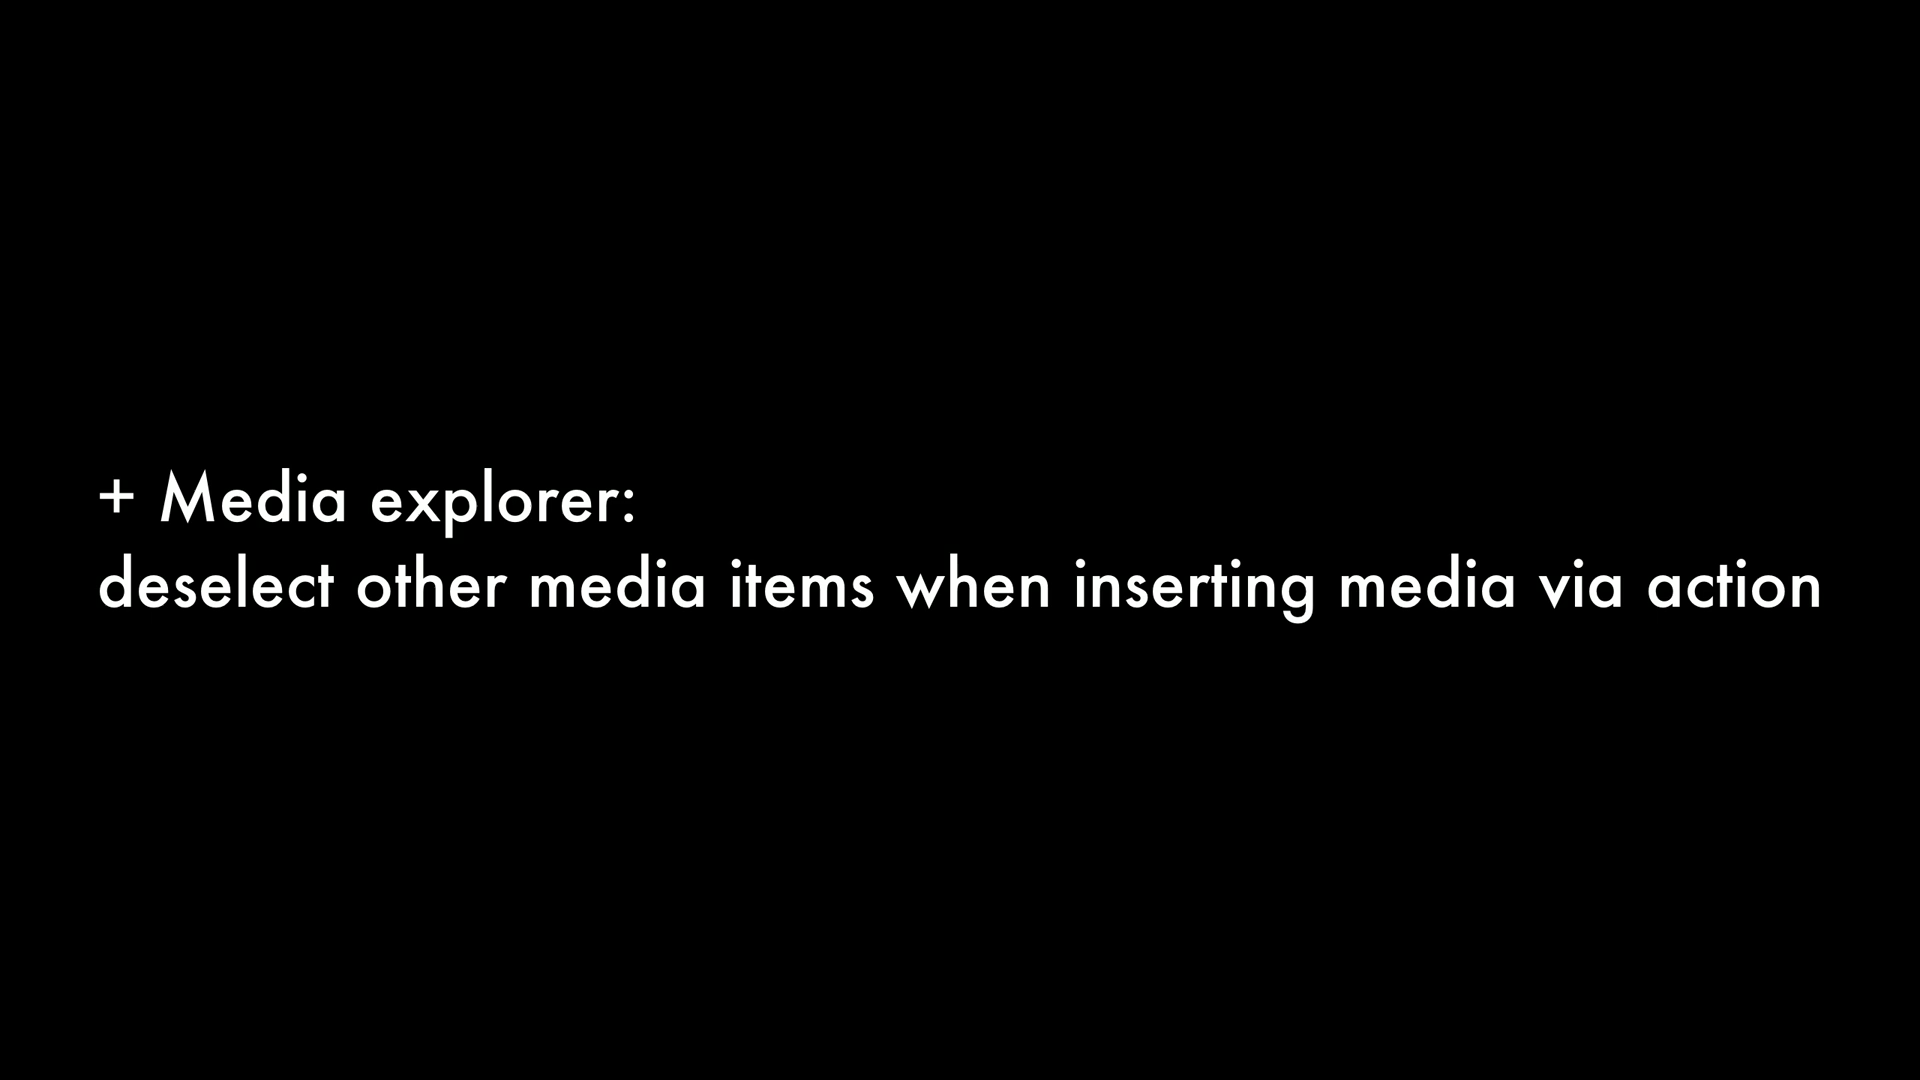 + Media explorer:
deselect other media items when inserting media via action